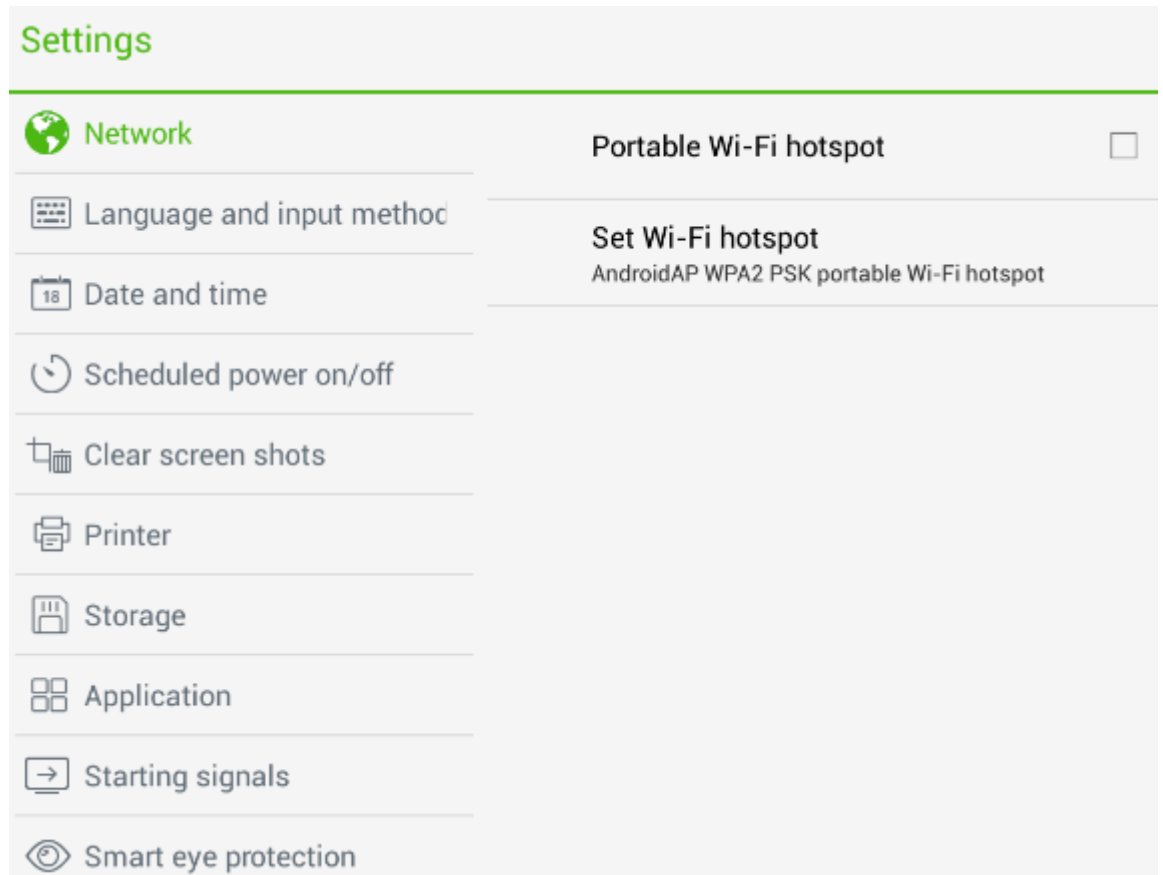 Settings
Network
Language and input method
18
Date and time
Scheduled power on/off
Clear screen shots
Printer
Storage
Application
Starting signals
Smart eye protection
Portable Wi-Fi hotspot
Set Wi-Fi hotspot
AndroidAP WPA2 PSK portable Wi-Fi hotspot